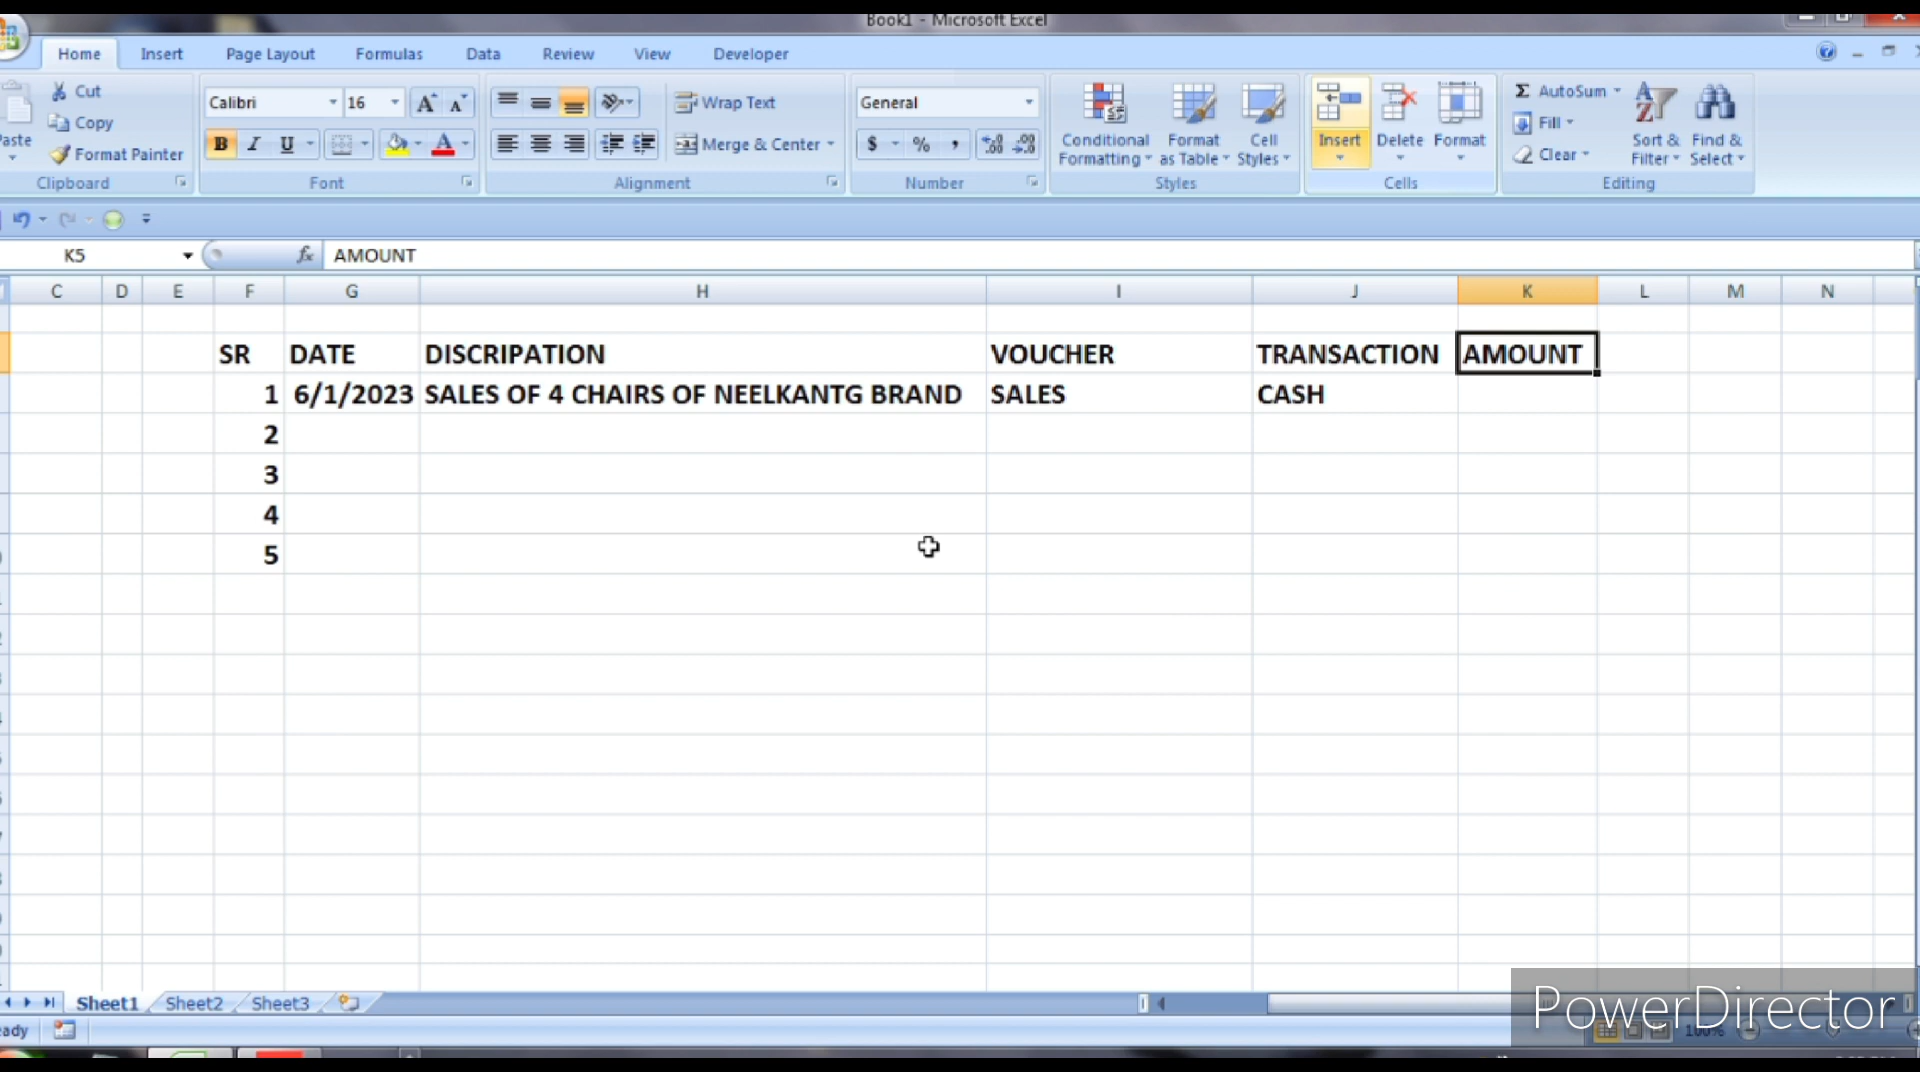 Book1 - Microsoft Excel
Home Insert Page Layout Formulas Data Review View Developer
Cut
Copy
Format Painter
Paste
Clipboard
Calibri 16
B I U
Font
Wrap Text
Merge & Center
Alignment
General
$ % ,
Number
Conditional Formatting
Format as Table
Cell Styles
Styles
Insert Delete Format
Cells
Σ AutoSum
Fill
Clear
Sort & Filter
Find & Select
Editing
K5 fx AMOUNT
C D E F G H I J K L M N
SR DATE DISCRIPATION VOUCHER TRANSACTION AMOUNT
1 6/1/2023 SALES OF 4 CHAIRS OF NEELKANTG BRAND SALES CASH
2
3
4
5
Sheet1 Sheet2 Sheet3
PowerDirector
100%